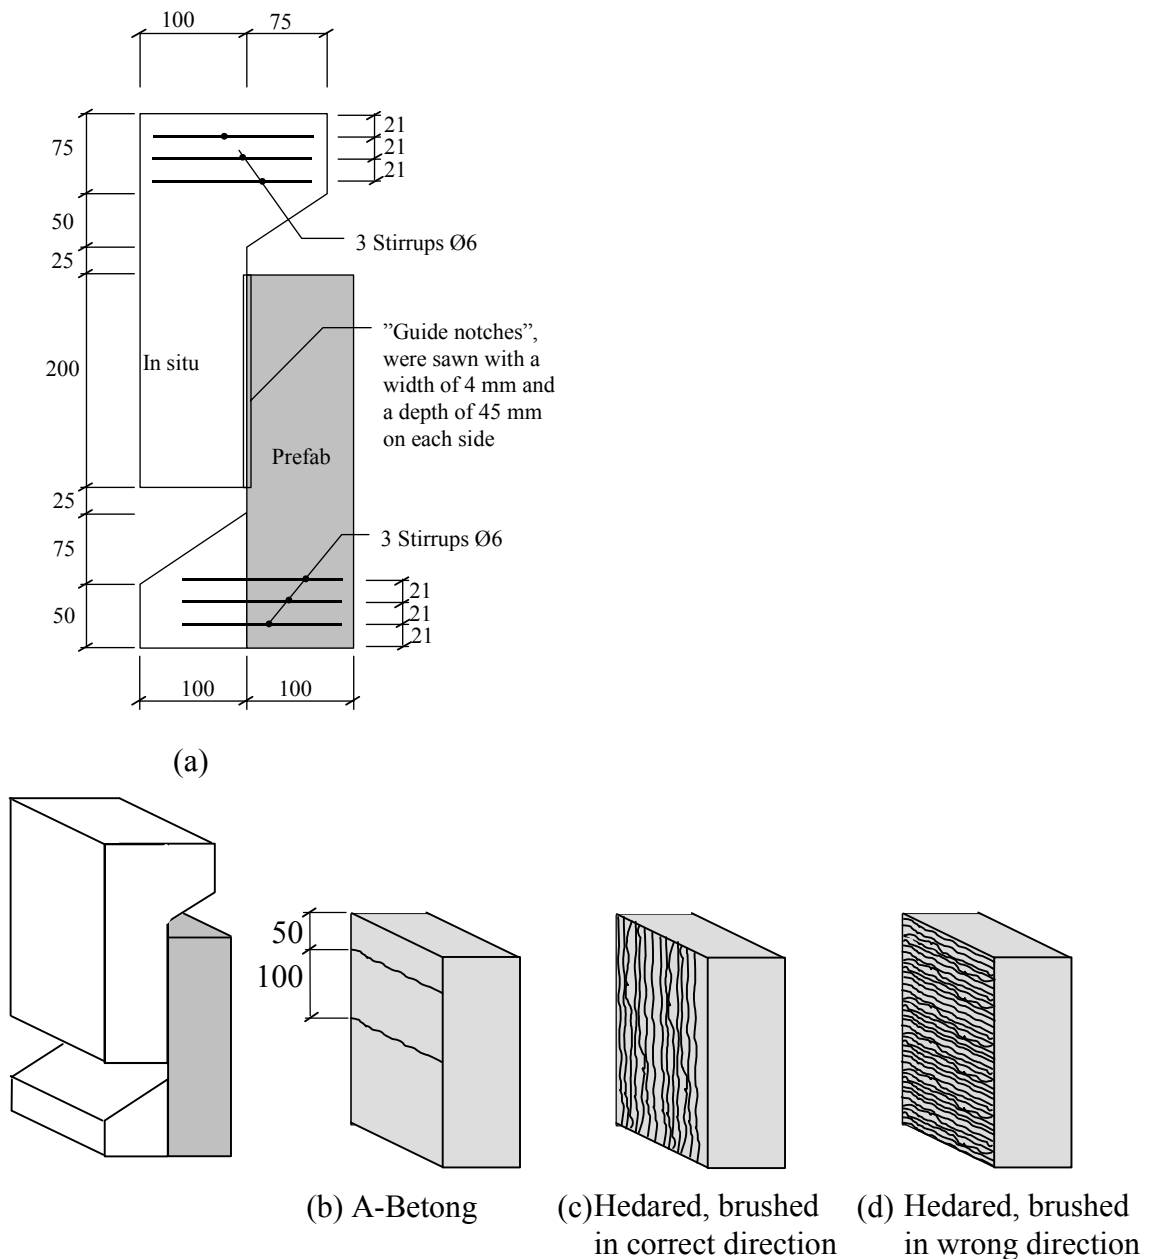 100
75
75
50
25
200
25
75
50
21
21
21
3 Stirrups Ø6
”Guide notches”,
were sawn with a
width of 4 mm and
a depth of 45 mm
on each side
In situ
Prefab
3 Stirrups Ø6
21
21
21
100
100
(a)
50
100
(b) A-Betong
(c) Hedared, brushed
in correct direction
(d) Hedared, brushed
in wrong direction